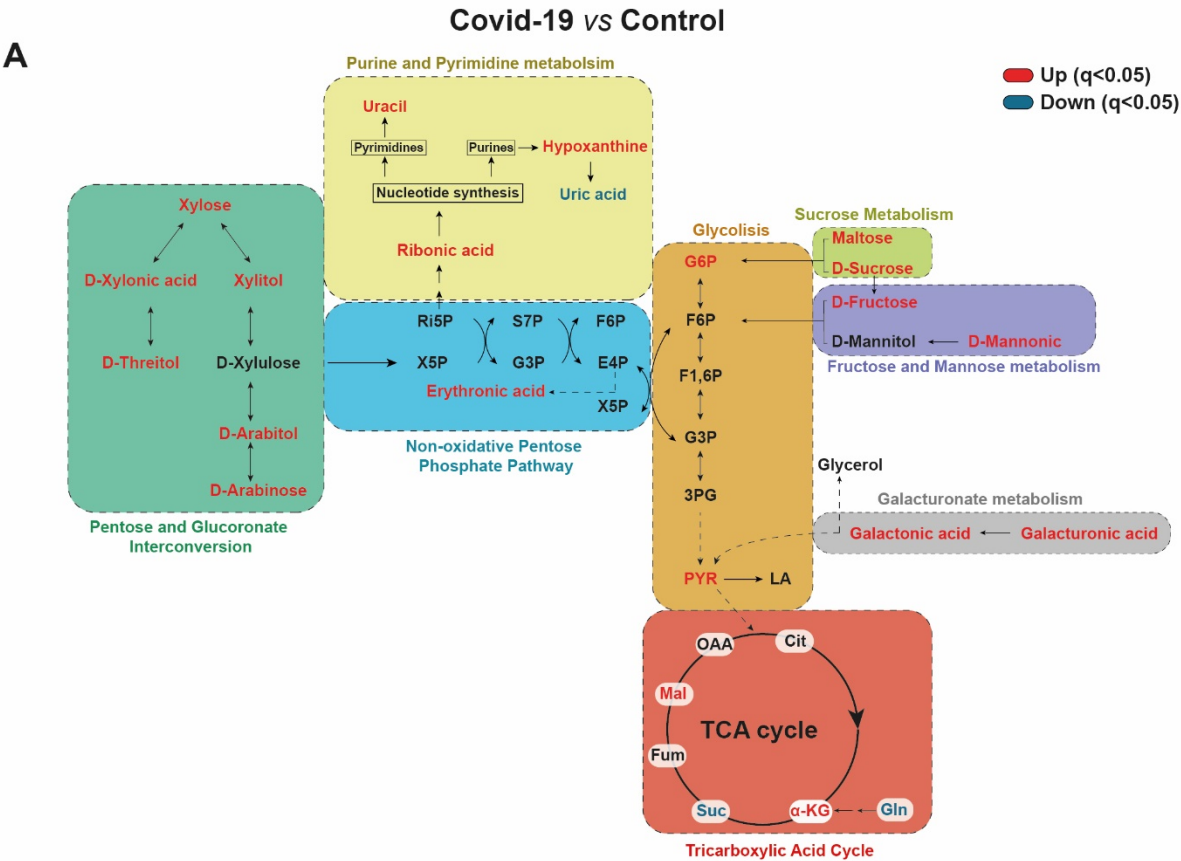 Covid-19 vs Control
A
Purine and Pyrimidine metabolsim
Up (q<0.05)
Down (q<0.05)
Uracil
Pyrimidines
Purines
Hypoxanthine
Nucleotide synthesis
Uric acid
Ribonic acid
Xylose
D-Xylonic acid
Xylitol
D-Threitol
D-Xylulose
D-Arabitol
D-Arabinose
Pentose and Glucoronate
Interconversion
Ri5P
S7P
F6P
X5P
G3P
E4P
Erythronic acid
X5P
Non-oxidative Pentose
Phosphate Pathway
Glycolisis
G6P
F6P
F1,6P
G3P
3PG
PYR
LA
Sucrose Metabolism
Maltose
D-Sucrose
D-Fructose
D-Mannitol
D-Mannonic
Fructose and Mannose metabolism
Glycerol
Galacturonate metabolism
Galactonic acid
Galacturonic acid
OAA
Cit
Mal
TCA cycle
Fum
Suc
α-KG
Gln
Tricarboxylic Acid Cycle